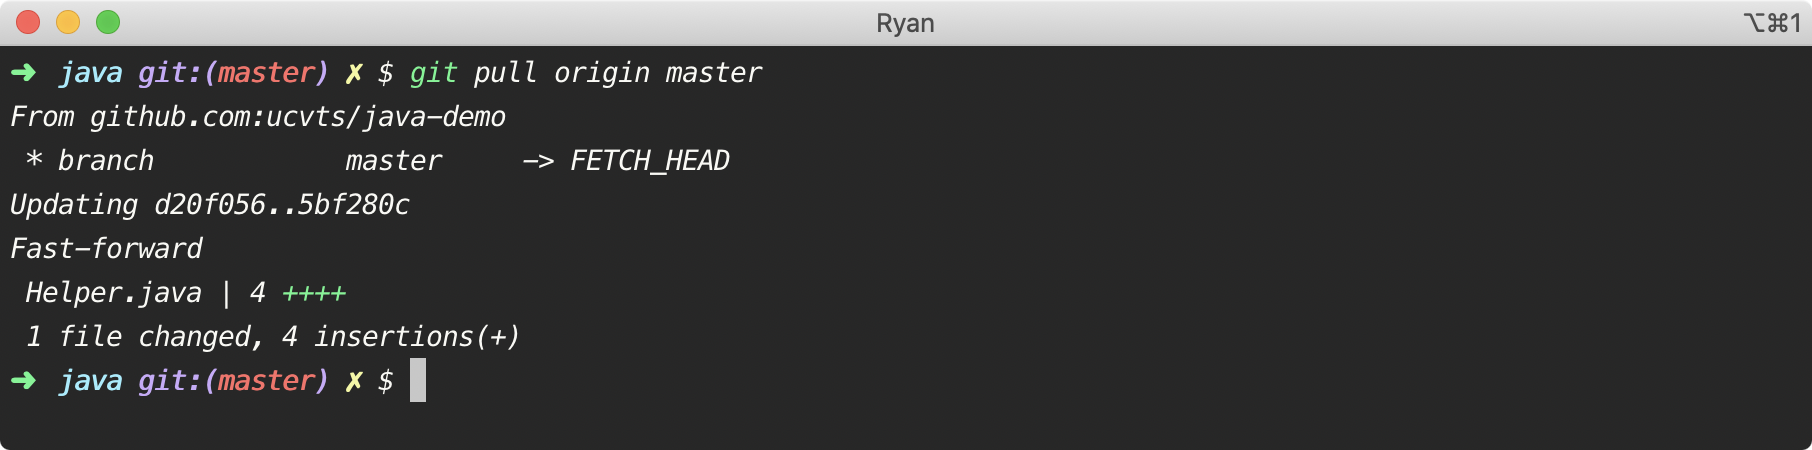 Ryan
⌥⌘1
➜ java git:(master) ✗ $ git pull origin master
From github.com:ucvts/java-demo
 * branch            master     -> FETCH_HEAD
Updating d20f056..5bf280c
Fast-forward
 Helper.java | 4 ++++
 1 file changed, 4 insertions(+)
➜ java git:(master) ✗ $